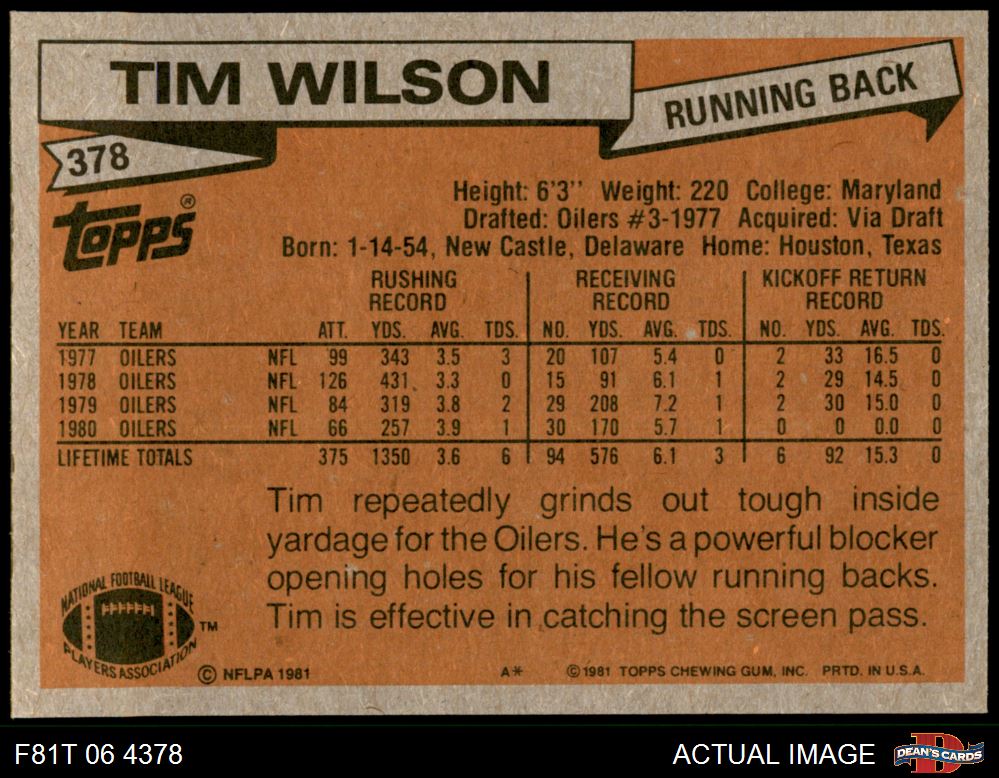 TIM WILSON
RUNNING BACK
378
TOPPS®
Height: 6'3'' Weight: 220 College: Maryland
Drafted: Oilers #3-1977 Acquired: Via Draft
Born: 1-14-54, New Castle, Delaware Home: Houston, Texas
RUSHING RECORD RECEIVING RECORD KICKOFF RETURN RECORD
YEAR TEAM ATT. YDS. AVG. TDS. NO. YDS. AVG. TDS. NO. YDS. AVG. TDS.
1977 OILERS NFL 99 343 3.5 3 20 107 5.4 0 2 33 16.5 0
1978 OILERS NFL 126 431 3.3 0 15 91 6.1 1 2 29 14.5 0
1979 OILERS NFL 84 319 3.8 2 29 208 7.2 1 2 30 15.0 0
1980 OILERS NFL 66 257 3.9 1 30 170 5.7 1 0 0 0.0 0
LIFETIME TOTALS 375 1350 3.6 6 94 576 6.1 3 6 92 15.3 0
Tim repeatedly grinds out tough inside
yardage for the Oilers. He's a powerful blocker
opening holes for his fellow running backs.
Tim is effective in catching the screen pass.
NATIONAL FOOTBALL LEAGUE
PLAYERS ASSOCIATION
TM
© NFLPA 1981 A* © 1981 TOPPS CHEWING GUM, INC. PRTD. IN U.S.A.
F81T 06 4378 ACTUAL IMAGE
D
DEAN'S CARDS